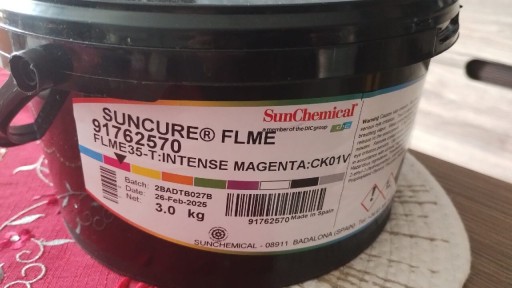 SunChemical®
A member of the DIC group
SUNCURE® FLME
91762570
FLME35-T:INTENSE MAGENTA:CK01V
Batch: 2BADTB027B
Date: 26-Feb-2025
Net: 3.0 kg
91762570 Made in Spain
SUNCHEMICAL - 08911 BADALONA (SPAIN)
Warning